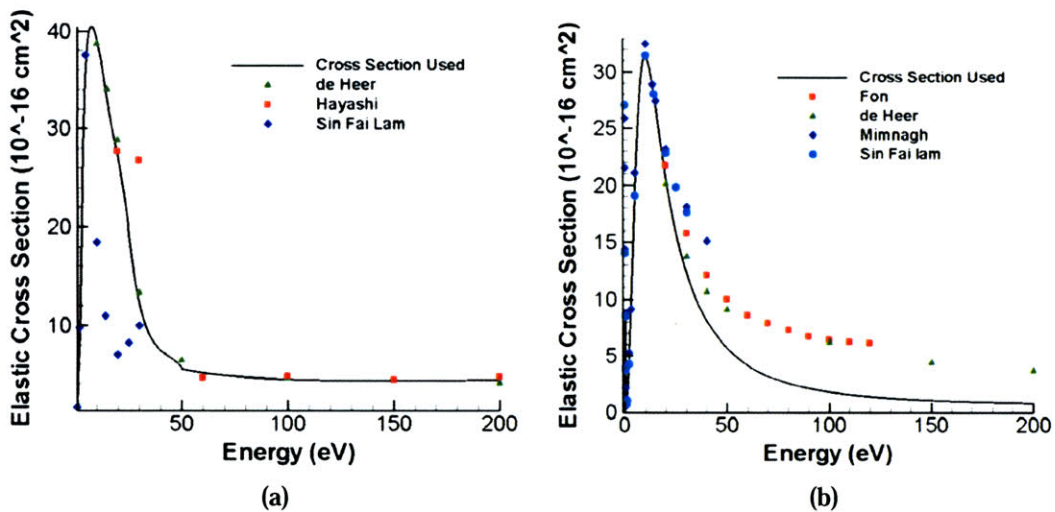 Elastic Cross Section (10^-16 cm^2)
40
30
20
10
50
100
150
200
Energy (eV)
Cross Section Used
de Heer
Hayashi
Sin Fai Lam
(a)
Elastic Cross Section (10^-16 cm^2)
30
25
20
15
10
5
0
0
50
100
150
200
Energy (eV)
Cross Section Used
Fon
de Heer
Mimnagh
Sin Fai lam
(b)